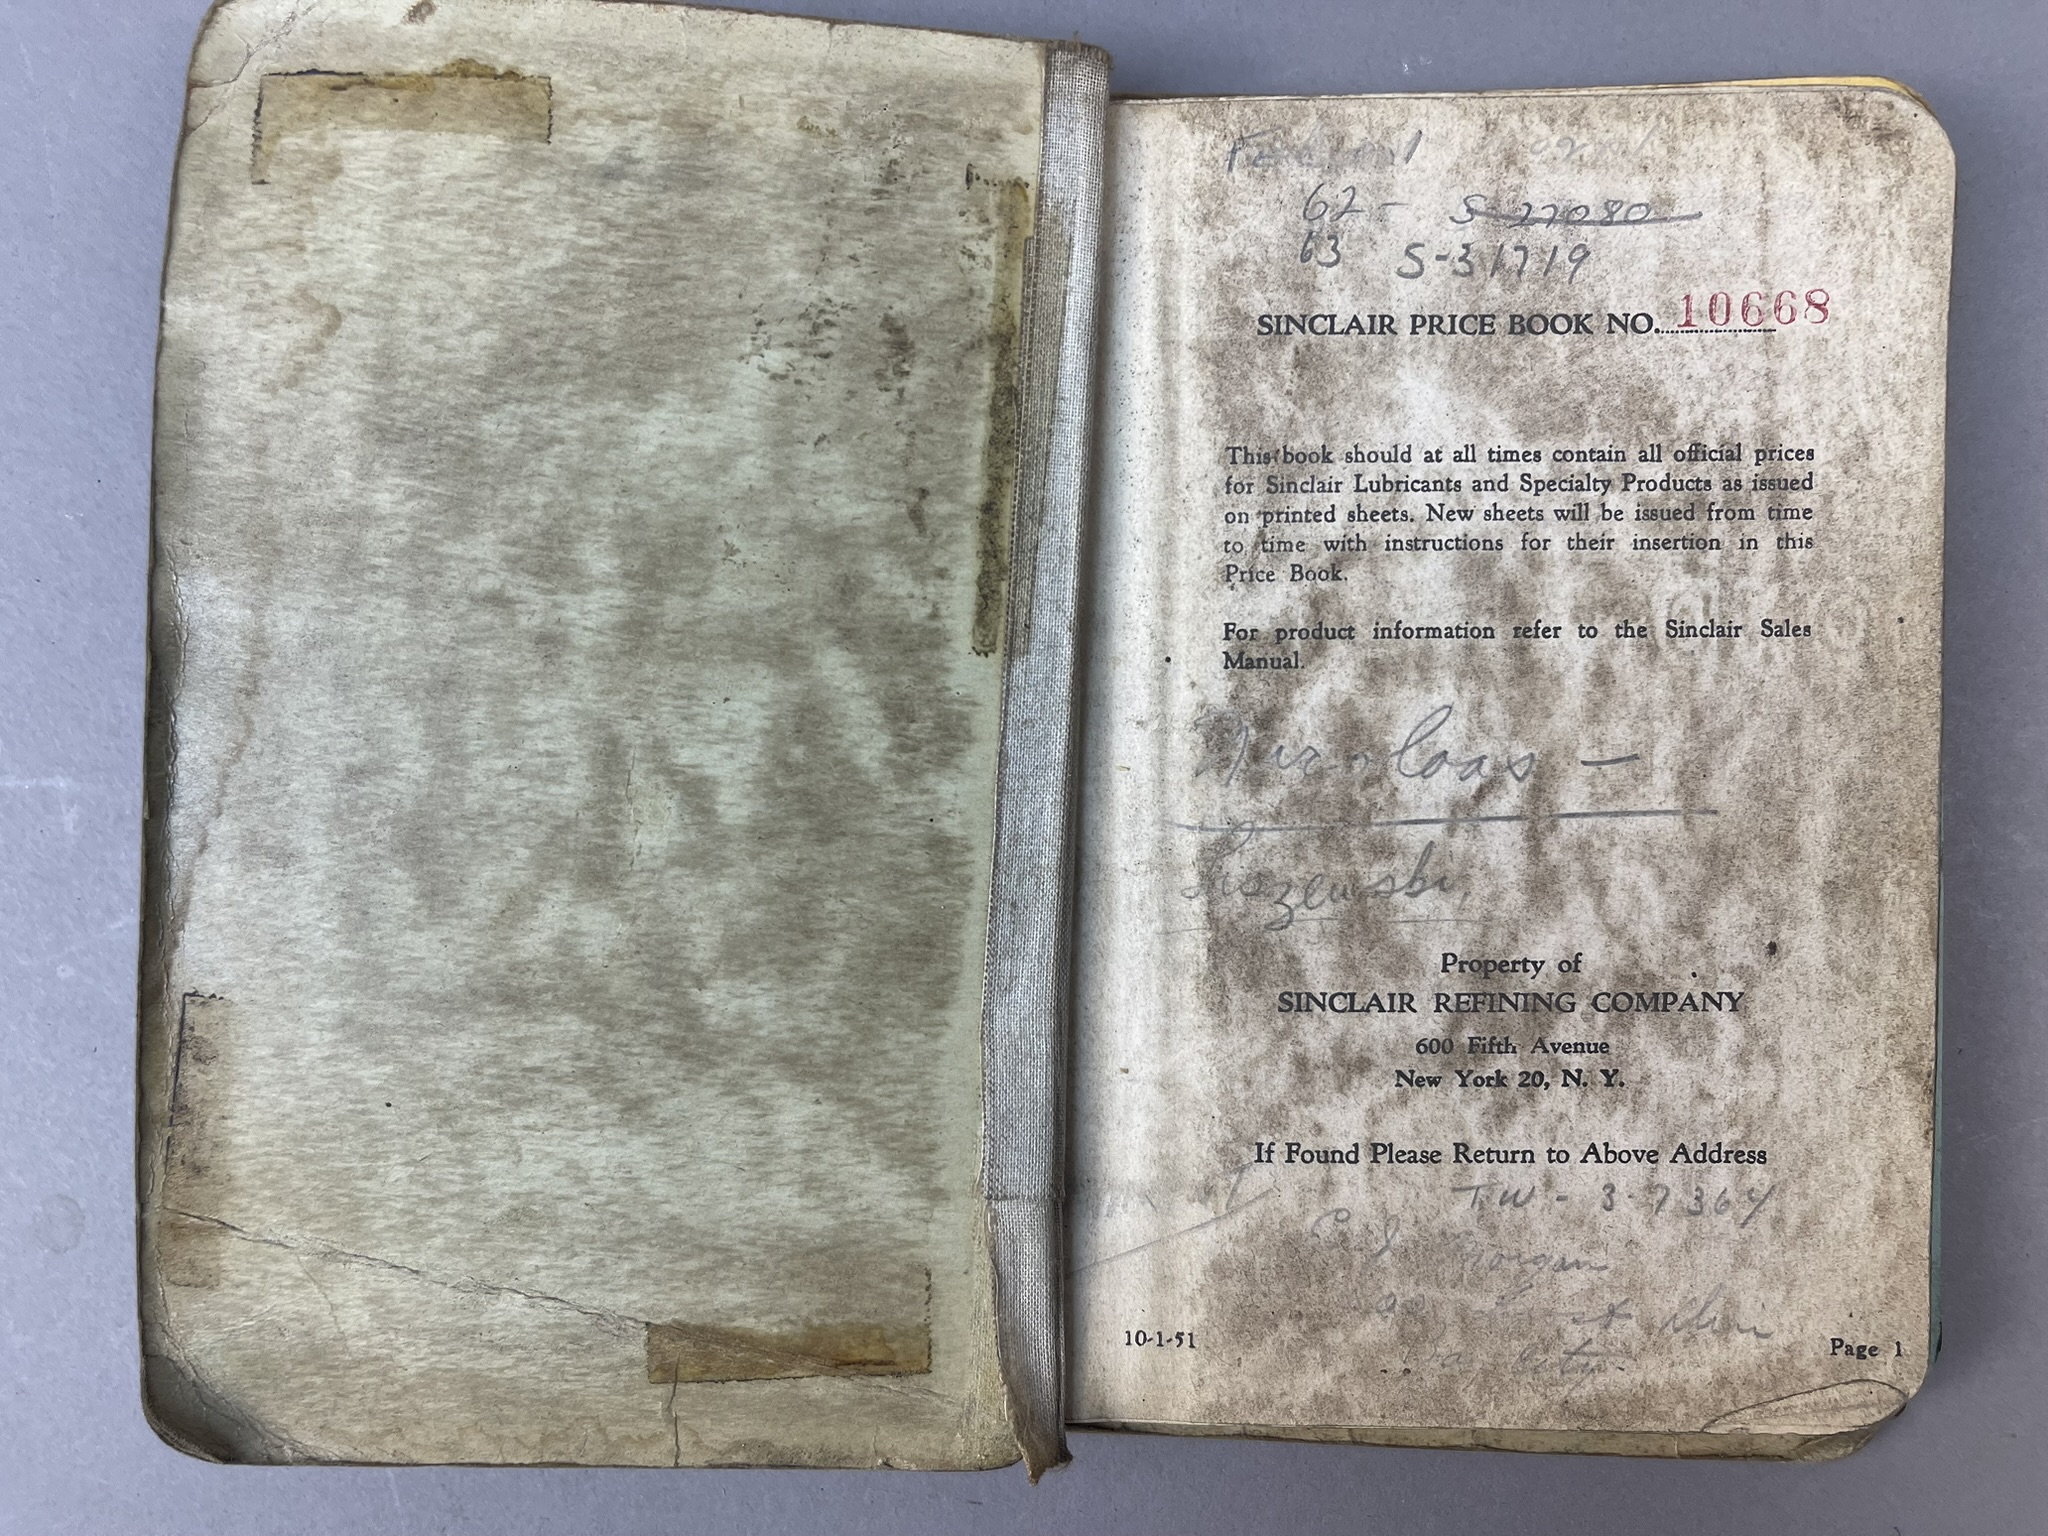 62 - S-27080
63 S-31719
SINCLAIR PRICE BOOK NO. 10668
This book should at all times contain all official prices
for Sinclair Lubricants and Specialty Products as issued
on printed sheets. New sheets will be issued from time
to time with instructions for their insertion in this
Price Book.
For product information refer to the Sinclair Sales
Manual.
Property of
SINCLAIR REFINING COMPANY
600 Fifth Avenue
New York 20, N. Y.
If Found Please Return to Above Address
TW - 3-7364
Morgan
10-1-51
Page 1